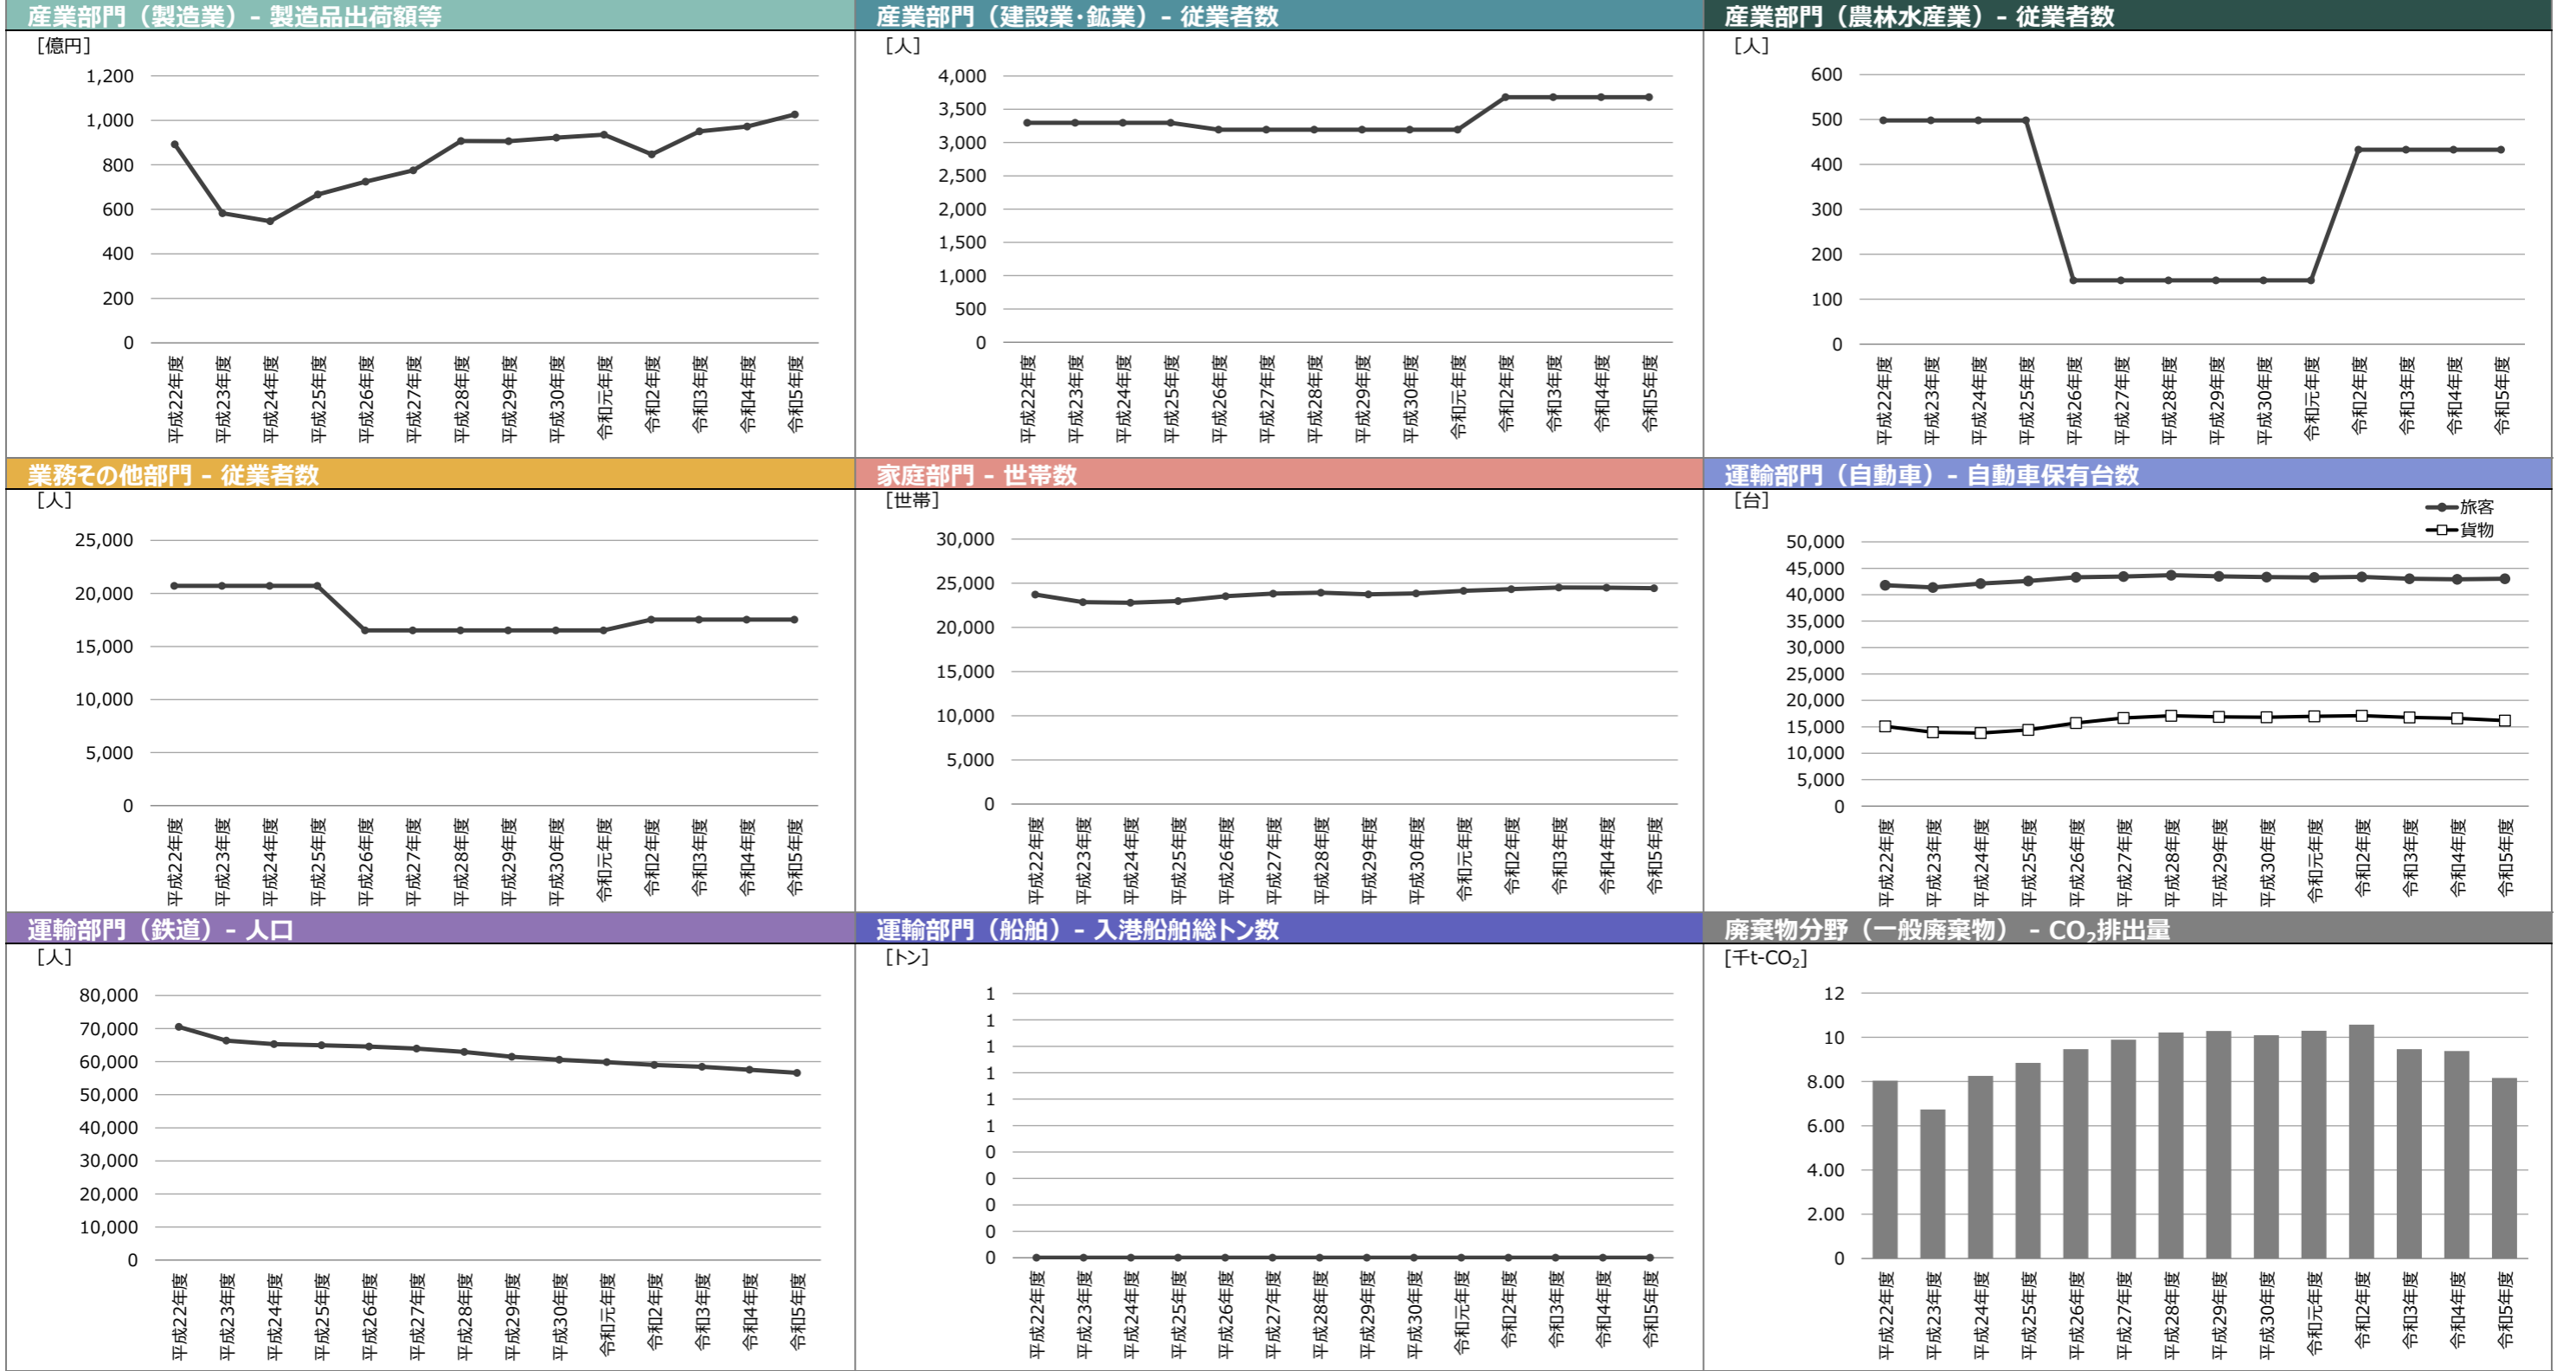 産業部門（製造業）- 製造品出荷額等
[億円]
1,200
1,000
800
600
400
200
0
平成22年度
平成23年度
平成24年度
平成25年度
平成26年度
平成27年度
平成28年度
平成29年度
平成30年度
令和元年度
令和2年度
令和3年度
令和4年度
令和5年度
産業部門（建設業・鉱業）- 従業者数
[人]
4,000
3,500
3,000
2,500
2,000
1,500
1,000
500
0
平成22年度
平成23年度
平成24年度
平成25年度
平成26年度
平成27年度
平成28年度
平成29年度
平成30年度
令和元年度
令和2年度
令和3年度
令和4年度
令和5年度
産業部門（農林水産業）- 従業者数
[人]
600
500
400
300
200
100
0
平成22年度
平成23年度
平成24年度
平成25年度
平成26年度
平成27年度
平成28年度
平成29年度
平成30年度
令和元年度
令和2年度
令和3年度
令和4年度
令和5年度
業務その他部門 - 従業者数
[人]
25,000
20,000
15,000
10,000
5,000
0
平成22年度
平成23年度
平成24年度
平成25年度
平成26年度
平成27年度
平成28年度
平成29年度
平成30年度
令和元年度
令和2年度
令和3年度
令和4年度
令和5年度
家庭部門 - 世帯数
[世帯]
30,000
25,000
20,000
15,000
10,000
5,000
0
平成22年度
平成23年度
平成24年度
平成25年度
平成26年度
平成27年度
平成28年度
平成29年度
平成30年度
令和元年度
令和2年度
令和3年度
令和4年度
令和5年度
運輸部門（自動車）- 自動車保有台数
[台]
旅客
貨物
50,000
45,000
40,000
35,000
30,000
25,000
20,000
15,000
10,000
5,000
0
平成22年度
平成23年度
平成24年度
平成25年度
平成26年度
平成27年度
平成28年度
平成29年度
平成30年度
令和元年度
令和2年度
令和3年度
令和4年度
令和5年度
運輸部門（鉄道）- 人口
[人]
80,000
70,000
60,000
50,000
40,000
30,000
20,000
10,000
0
平成22年度
平成23年度
平成24年度
平成25年度
平成26年度
平成27年度
平成28年度
平成29年度
平成30年度
令和元年度
令和2年度
令和3年度
令和4年度
令和5年度
運輸部門（船舶）- 入港船舶総トン数
[トン]
1
1
1
1
1
1
0
0
0
0
0
平成22年度
平成23年度
平成24年度
平成25年度
平成26年度
平成27年度
平成28年度
平成29年度
平成30年度
令和元年度
令和2年度
令和3年度
令和4年度
令和5年度
廃棄物分野（一般廃棄物） - CO₂排出量
[千t-CO₂]
12
10
8.00
6.00
4.00
2.00
0
平成22年度
平成23年度
平成24年度
平成25年度
平成26年度
平成27年度
平成28年度
平成29年度
平成30年度
令和元年度
令和2年度
令和3年度
令和4年度
令和5年度